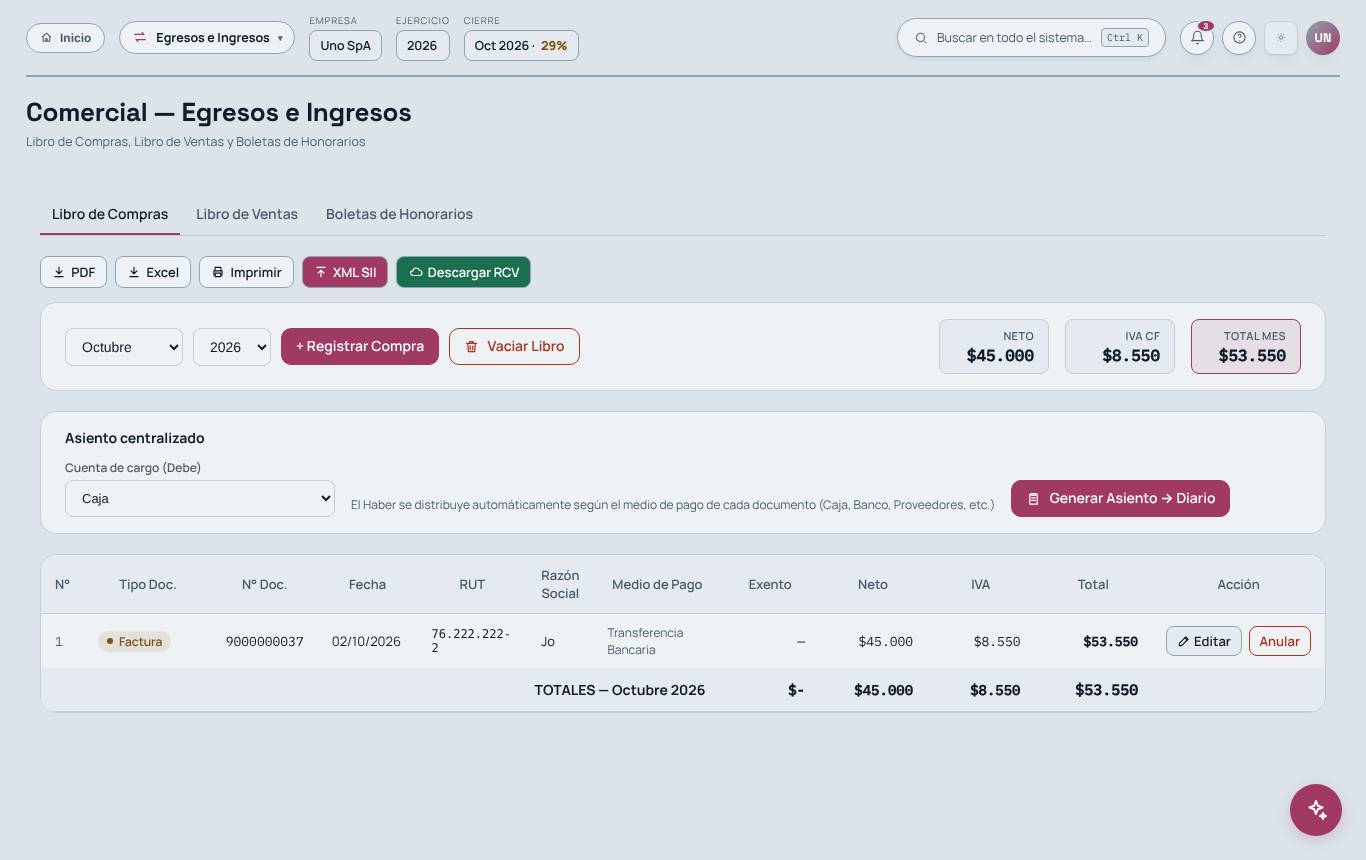 Inicio
Egresos e Ingresos ▾
EMPRESA
Uno SpA
EJERCICIO
2026
CIERRE
Oct 2026 · 29%
Buscar en todo el sistema... Ctrl K
3
UN
Comercial — Egresos e Ingresos
Libro de Compras, Libro de Ventas y Boletas de Honorarios
Libro de Compras Libro de Ventas Boletas de Honorarios
PDF Excel Imprimir XML SII Descargar RCV
Octubre 2026 + Registrar Compra Vaciar Libro
NETO
$45.000
IVA CF
$8.550
TOTAL MES
$53.550
Asiento centralizado
Cuenta de cargo (Debe)
Caja
El Haber se distribuye automáticamente según el medio de pago de cada documento (Caja, Banco, Proveedores, etc.)
Generar Asiento → Diario
N° Tipo Doc. N° Doc. Fecha RUT Razón Social Medio de Pago Exento Neto IVA Total Acción
1 Factura 9000000037 02/10/2026 76.222.222-2 Jo Transferencia Bancaria — $45.000 $8.550 $53.550 Editar Anular
TOTALES — Octubre 2026 $- $45.000 $8.550 $53.550